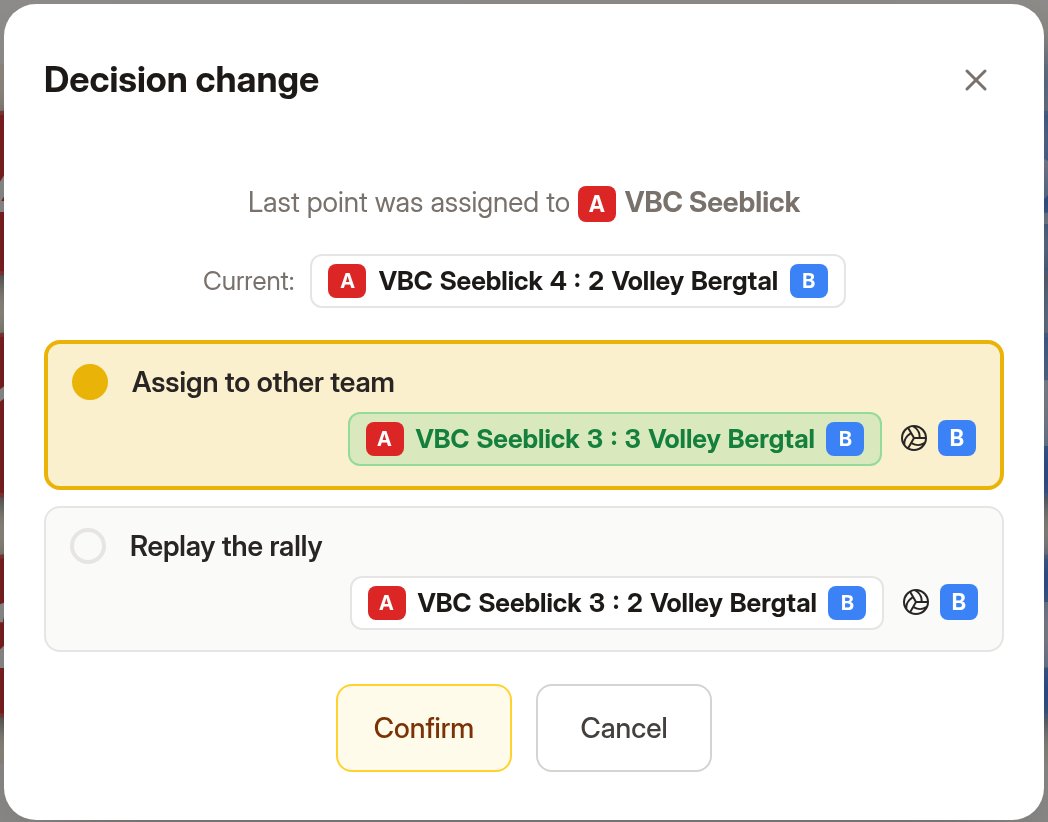 Decision change
Last point was assigned to A VBC Seeblick
Current: A VBC Seeblick 4 : 2 Volley Bergtal B
Assign to other team
A VBC Seeblick 3 : 3 Volley Bergtal B B
Replay the rally
A VBC Seeblick 3 : 2 Volley Bergtal B B
Confirm Cancel